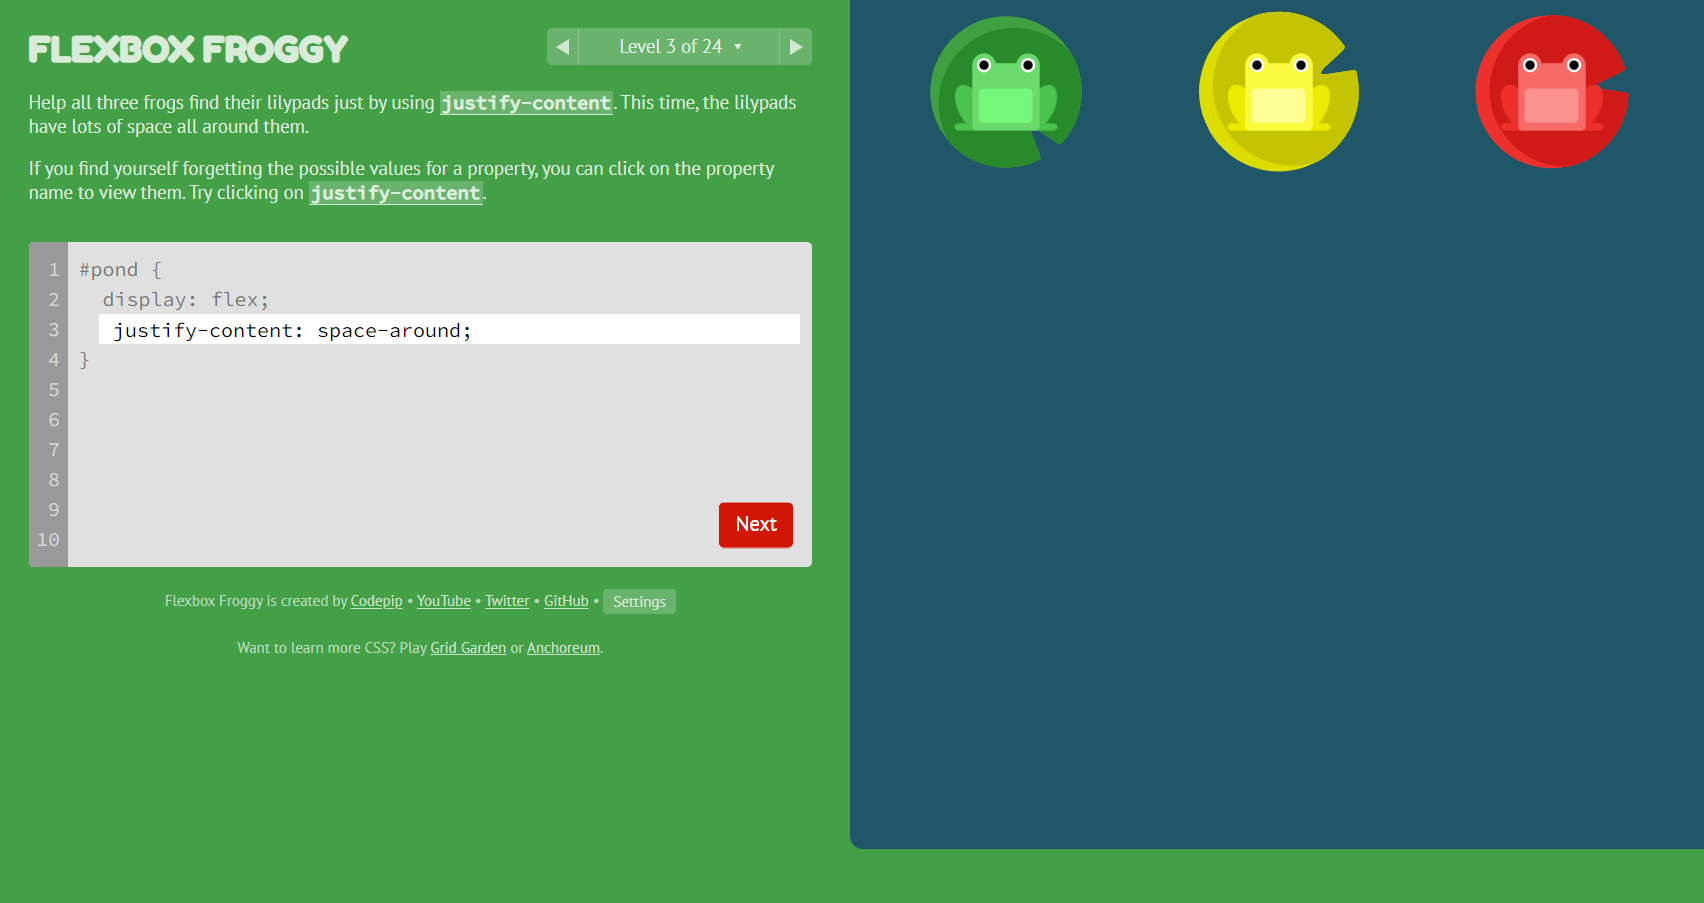 FLEXBOX FROGGY
Level 3 of 24 ▼
Help all three frogs find their lilypads just by using justify-content. This time, the lilypads
have lots of space all around them.
If you find yourself forgetting the possible values for a property, you can click on the property
name to view them. Try clicking on justify-content.
1 #pond {
2 display: flex;
3 justify-content: space-around;
4 }
5
6
7
8
9
10
Next
Flexbox Froggy is created by Codepip • YouTube • Twitter • GitHub • Settings
Want to learn more CSS? Play Grid Garden or Anchoreum.